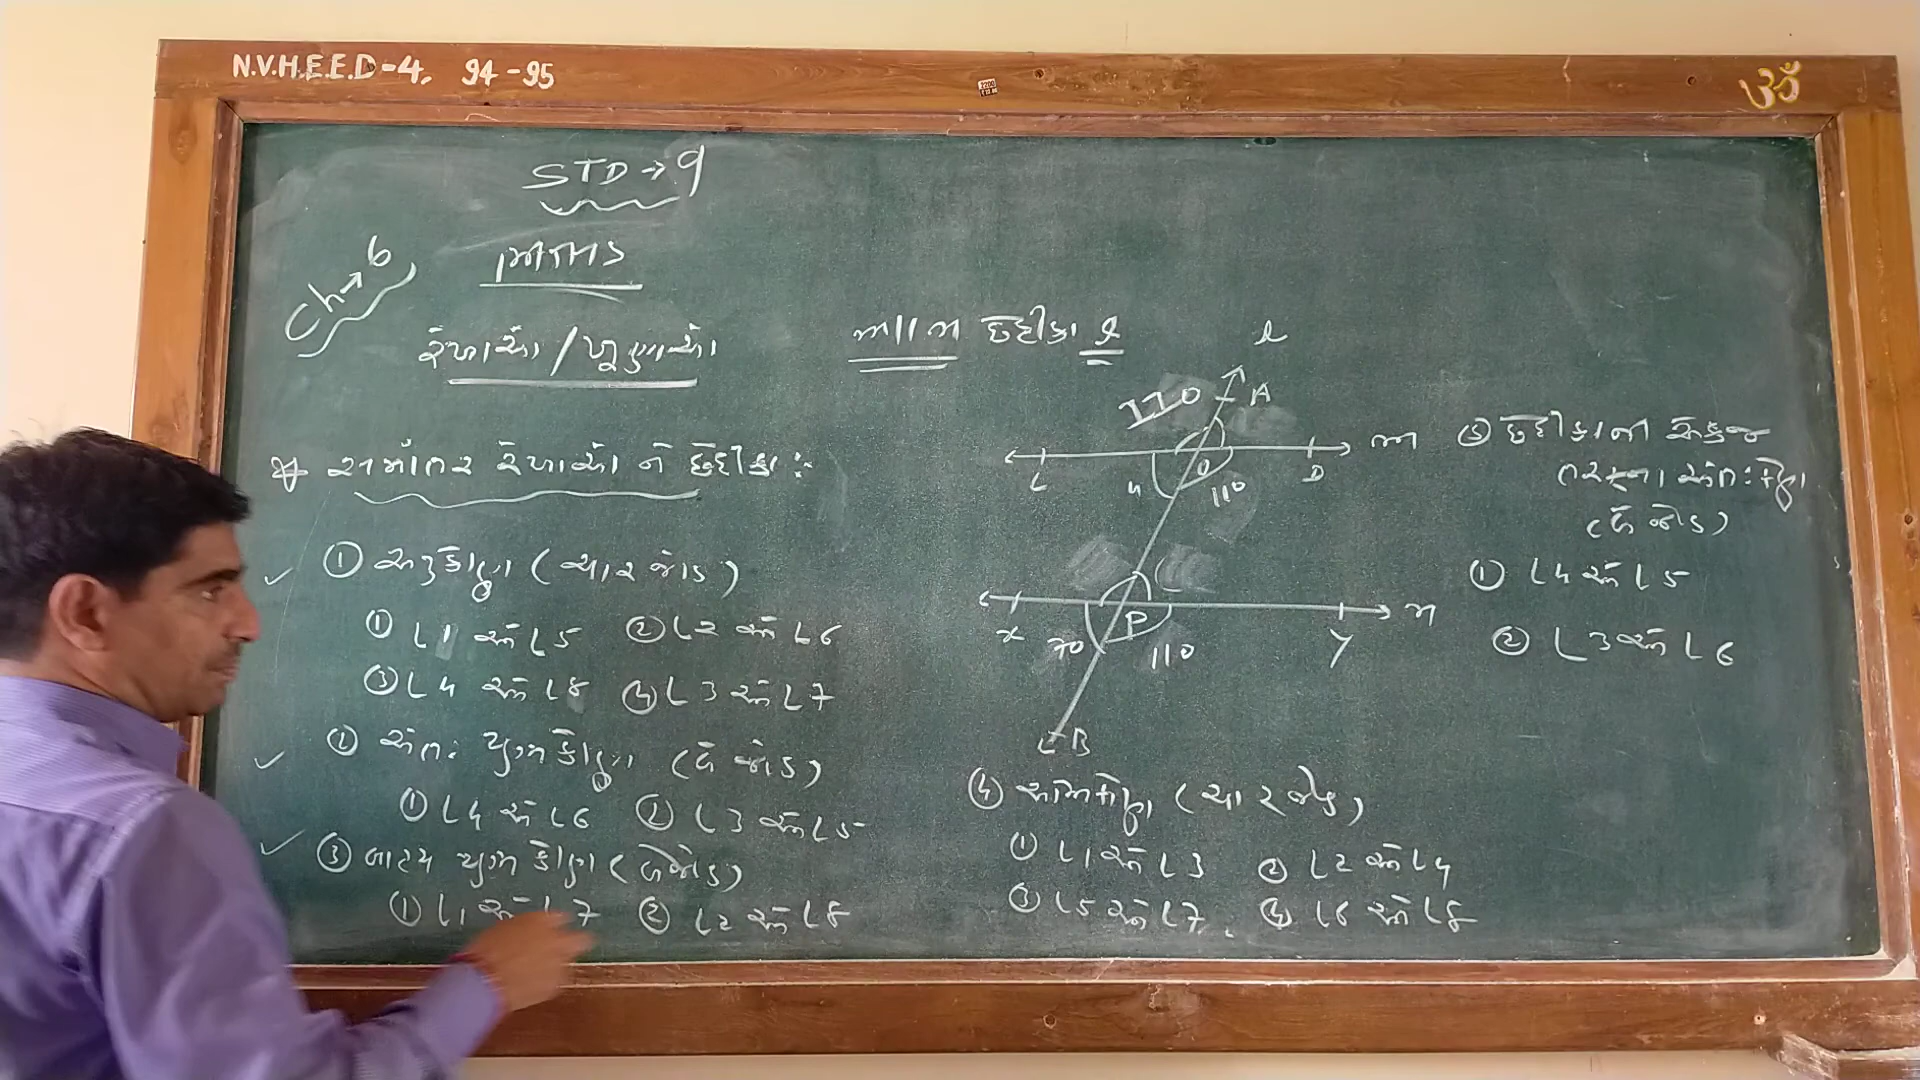 N.V.H.E.E.D-4, 94-95
ॐ
STD → 9
Ch → 6
ગણિત
રેખાઓ / ખૂણાઓ
m || n છેદીકા l
* સમાંતર રેખાઓ ને છેદીકા :
① અનુકોણ (ચાર જોડ)
① ∠1 અને ∠5 ② ∠2 અને ∠6
③ ∠4 અને ∠8 ④ ∠3 અને ∠7
② અંતઃ યુગ્મકોણ (બે જોડ)
① ∠4 અને ∠6 ② ∠3 અને ∠5
③ બાહ્ય યુગ્મ કોણ (બે જોડ)
① ∠1 અને ∠7 ② ∠2 અને ∠8
l
110 A
m
C 4 O 110 D
n
x P y
70 110
B
④ અભિકોણ (ચાર જોડ)
① ∠1 અને ∠3 ② ∠2 અને ∠4
③ ∠5 અને ∠7 ④ ∠6 અને ∠8
⑤ છેદીકાની એકજ
તરફના અંતઃકોણ
(બે જોડ)
① ∠4 અને ∠5
② ∠3 અને ∠6